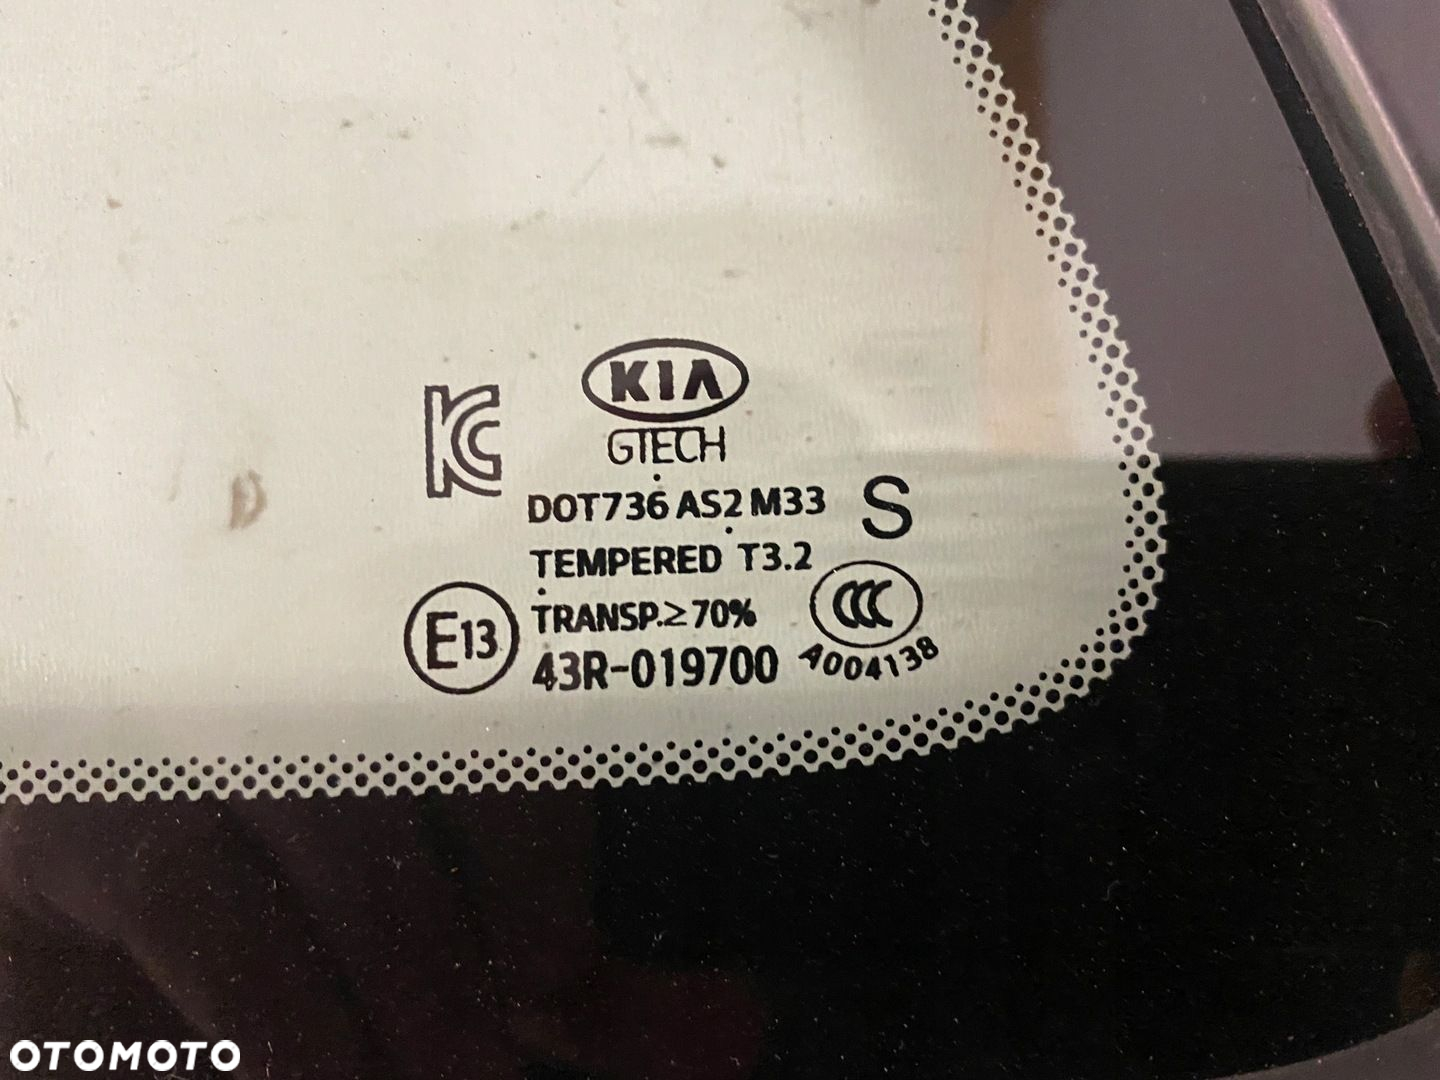 KIA
GTECH
KC
DOT736 AS2 M33
S
TEMPERED T3.2
CCC
E13
TRANSP.≥70%
43R-019700
A004138
OTOMOTO